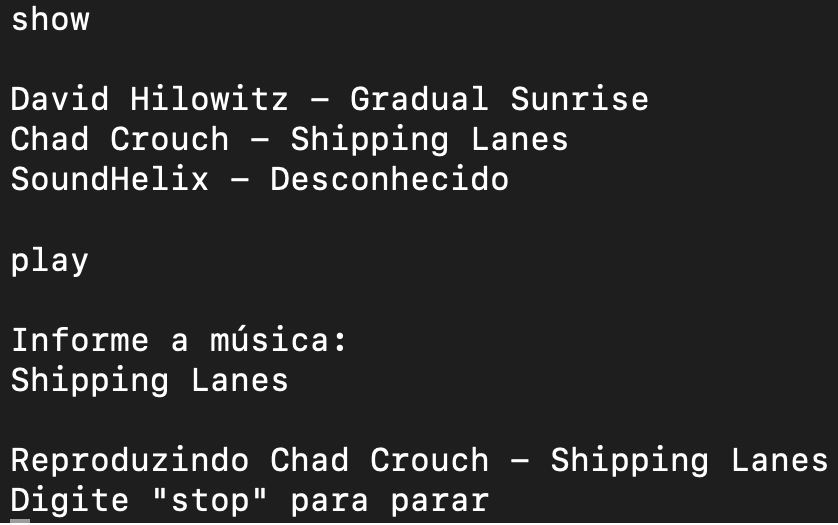 show
David Hilowitz – Gradual Sunrise
Chad Crouch – Shipping Lanes
SoundHelix – Desconhecido
play
Informe a música:
Shipping Lanes
Reproduzindo Chad Crouch – Shipping Lanes
Digite "stop" para parar